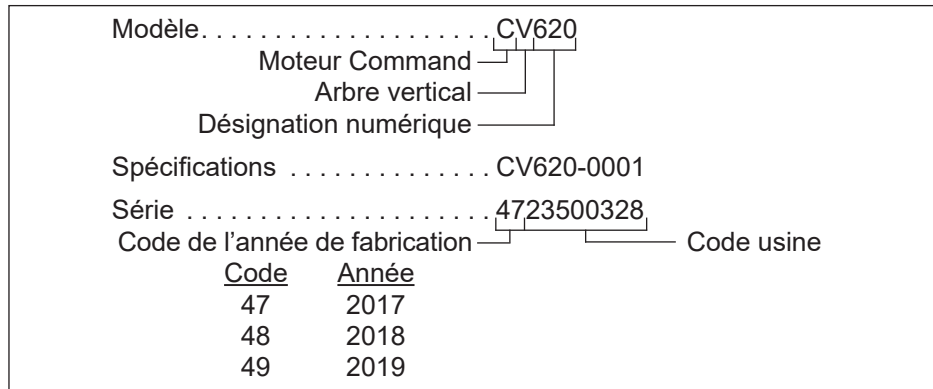 Modèle. . . . . . . . . . . . . . . . . . . . . CV620
Moteur Command
Arbre vertical
Désignation numérique
Spécifications . . . . . . . . . . . . . . CV620-0001
Série . . . . . . . . . . . . . . . . . . . . . . 4723500328
Code de l’année de fabrication Code usine
Code Année
47 2017
48 2018
49 2019